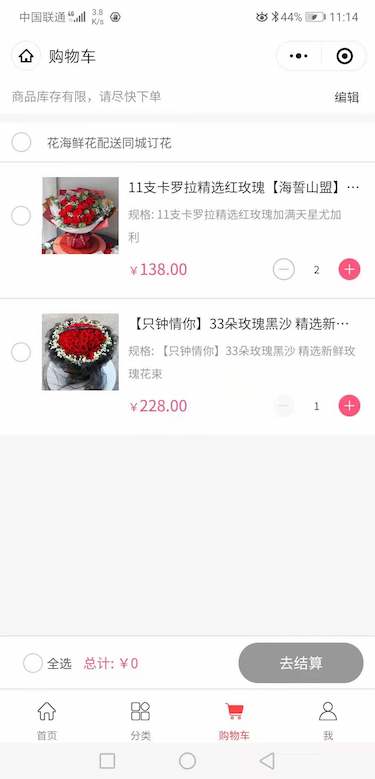 中国联通 46 3.8 K/s 44% 11:14
购物车
商品库存有限，请尽快下单 编辑
花海鲜花配送同城订花
11支卡罗拉精选红玫瑰【海誓山盟】…
规格: 11支卡罗拉精选红玫瑰加满天星尤加
利
￥138.00 2
【只钟情你】33朵玫瑰黑沙 精选新…
规格: 【只钟情你】33朵玫瑰黑沙 精选新鲜玫
瑰花束
￥228.00 1
全选 总计: ￥0 去结算
首页 分类 购物车 我